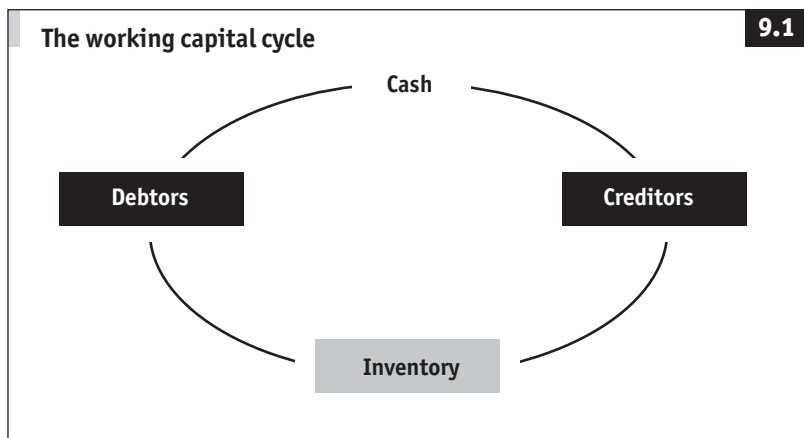 The working capital cycle
9.1
Cash
Debtors
Creditors
Inventory